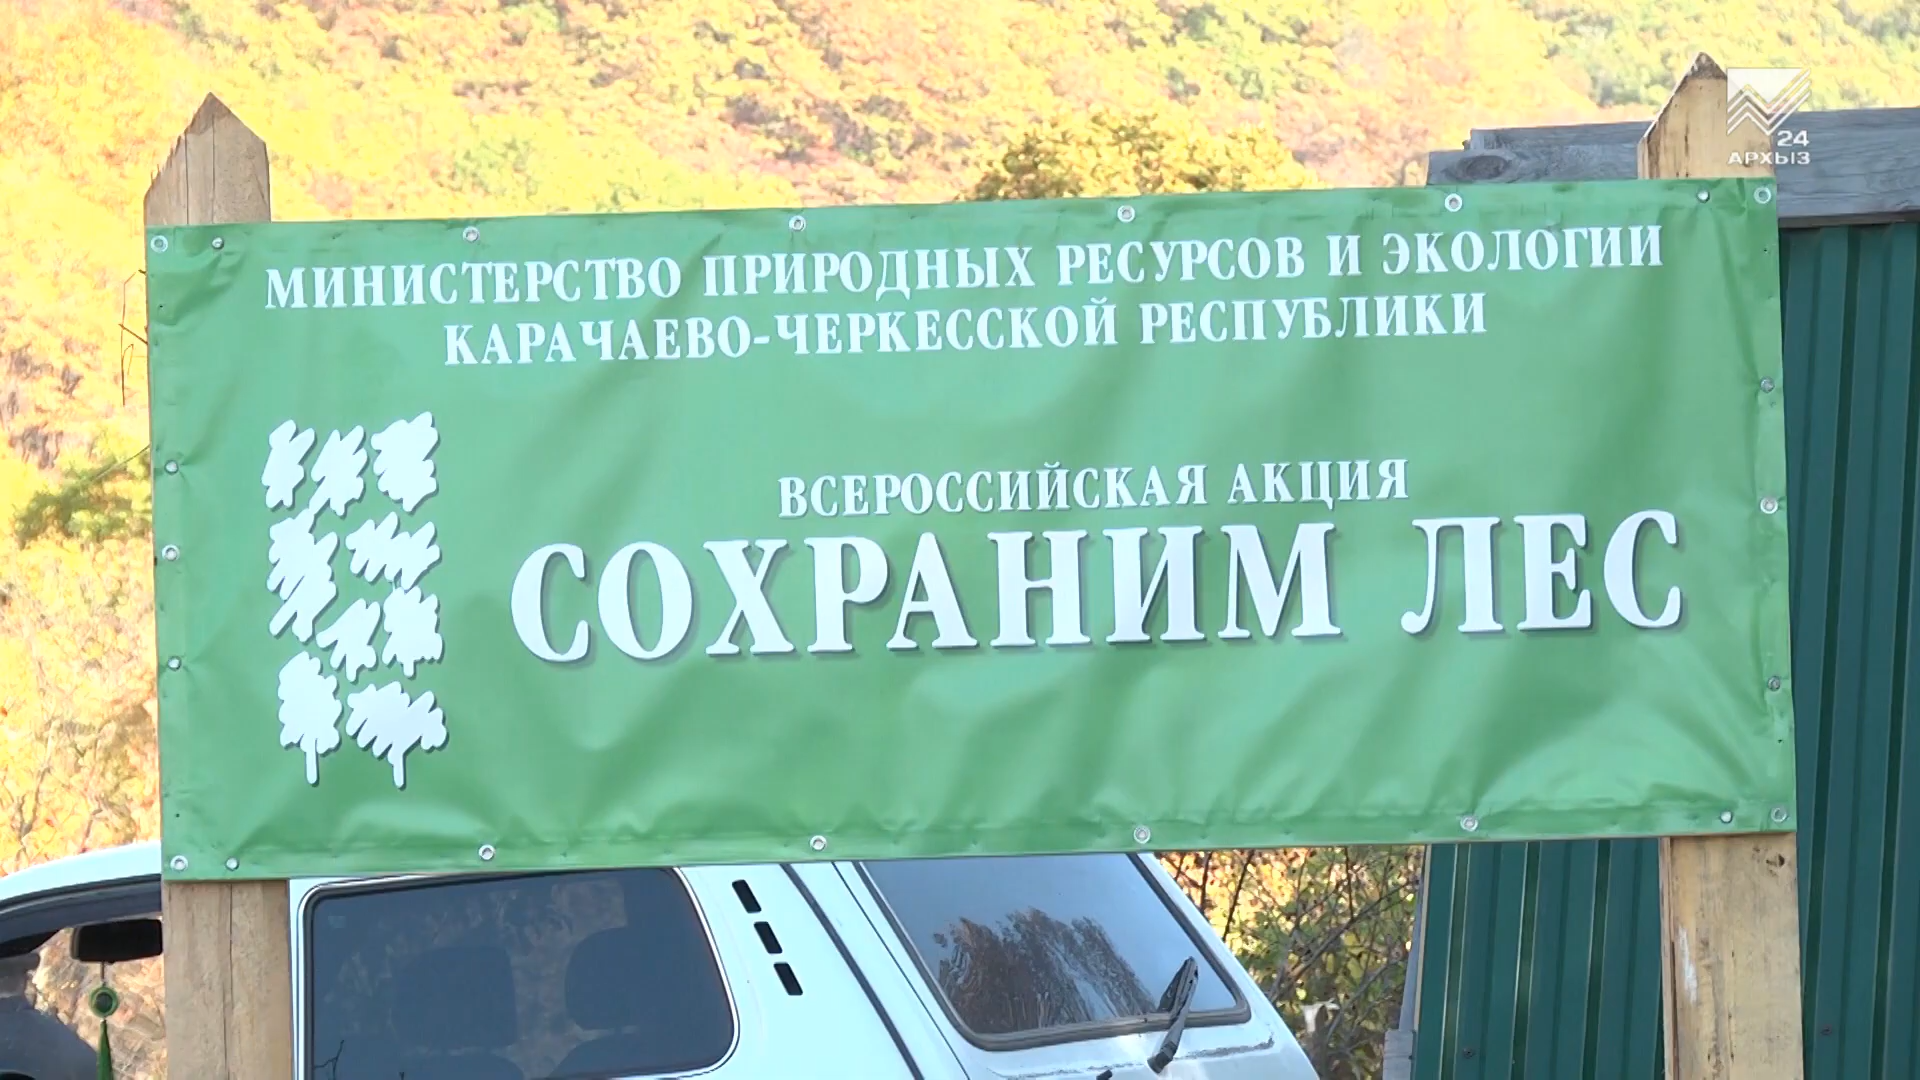 24
АРХЫЗ
МИНИСТЕРСТВО ПРИРОДНЫХ РЕСУРСОВ И ЭКОЛОГИИ
КАРАЧАЕВО-ЧЕРКЕССКОЙ РЕСПУБЛИКИ
ВСЕРОССИЙСКАЯ АКЦИЯ
СОХРАНИМ ЛЕС